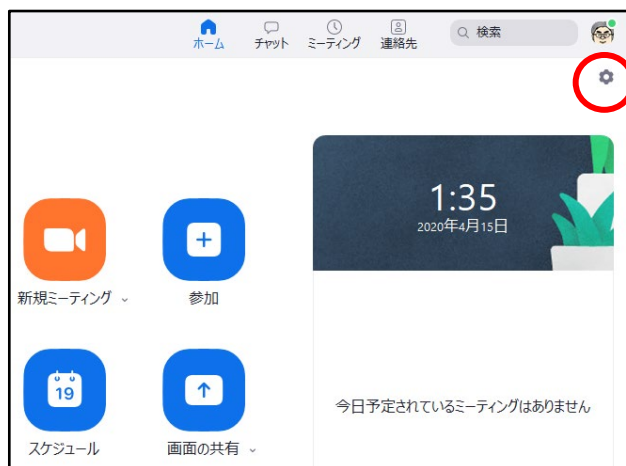 ホーム
チャット
ミーティング
連絡先
検索
1:35
2020年4月15日
新規ミーティング
参加
19
スケジュール
画面の共有
今日予定されているミーティングはありません